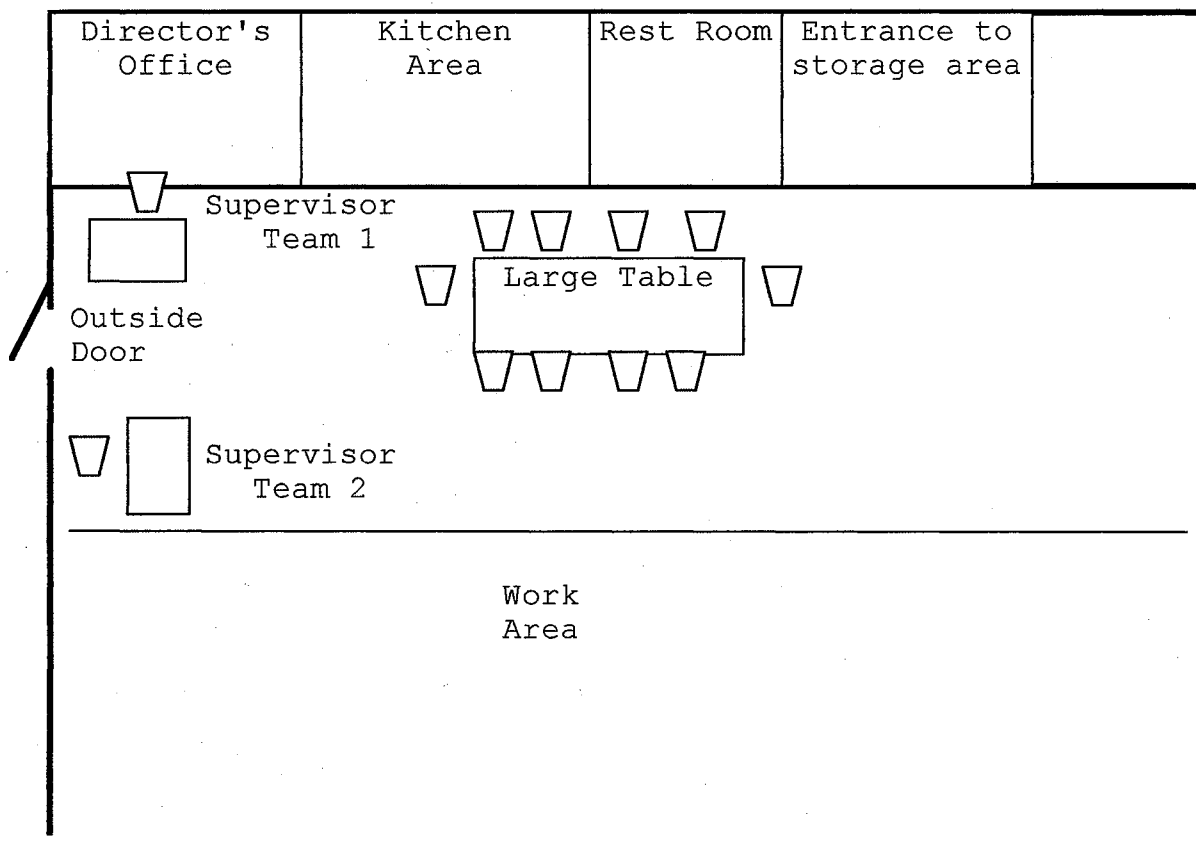 Director's
Office
Kitchen
Area
Rest Room
Entrance to
storage area
Supervisor
Team 1
Large Table
Outside
Door
Supervisor
Team 2
Work
Area